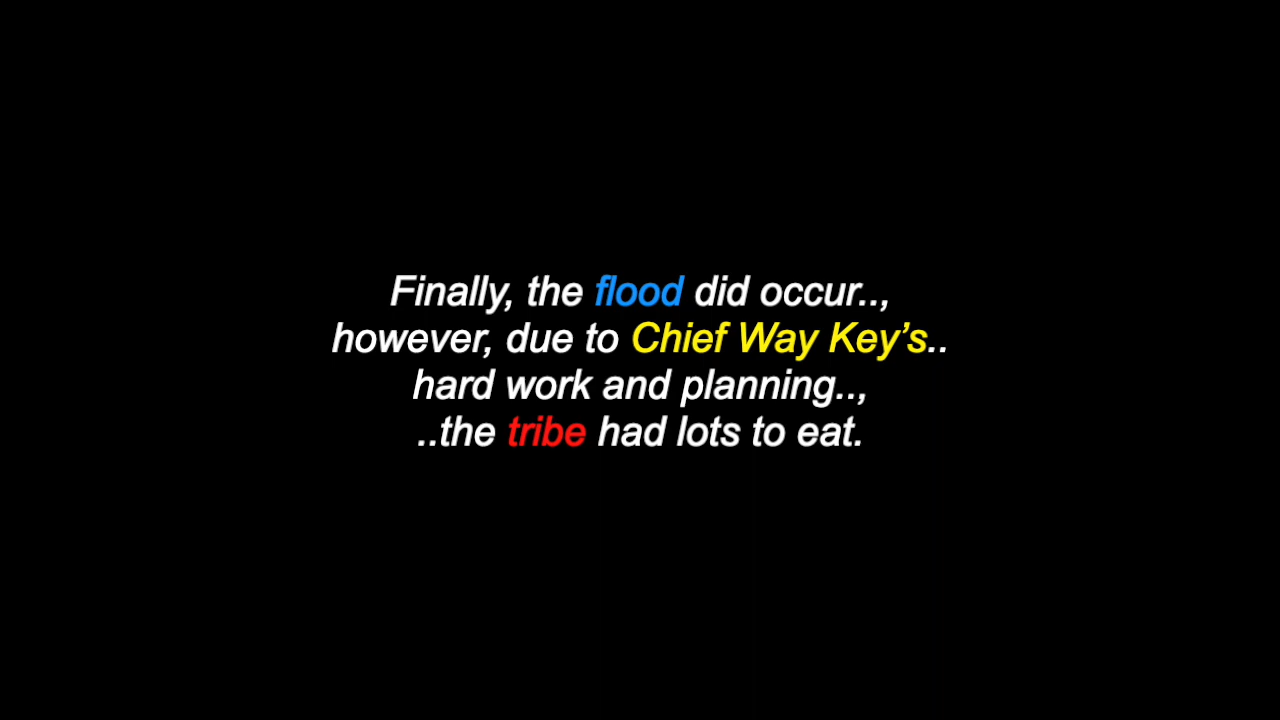 Finally, the flood did occur..,
however, due to Chief Way Key’s..
hard work and planning..,
..the tribe had lots to eat.